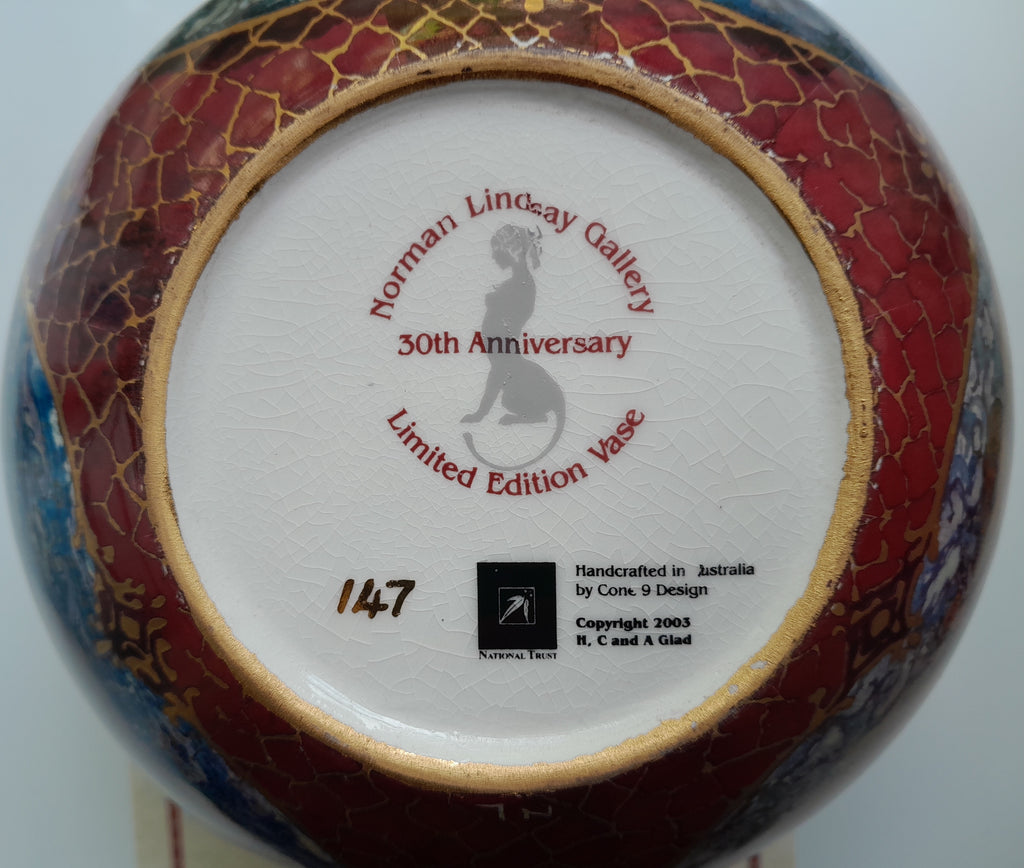 Norman Lindsay Gallery
30th Anniversary
Limited Edition Vase
147
NATIONAL TRUST
Handcrafted in Australia
by Cone 9 Design
Copyright 2003
H, C and A Glad